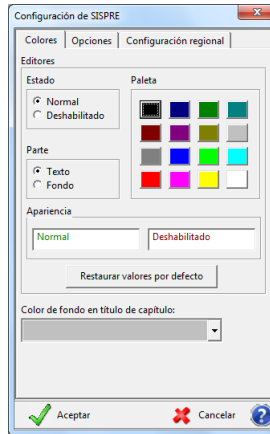 Configuración de SISPRE
Colores Opciones Configuración regional
Editores
Estado
Normal
Deshabilitado
Paleta
Parte
Texto
Fondo
Apariencia
Normal Deshabilitado
Restaurar valores por defecto
Color de fondo en título de capítulo:
Aceptar Cancelar ?